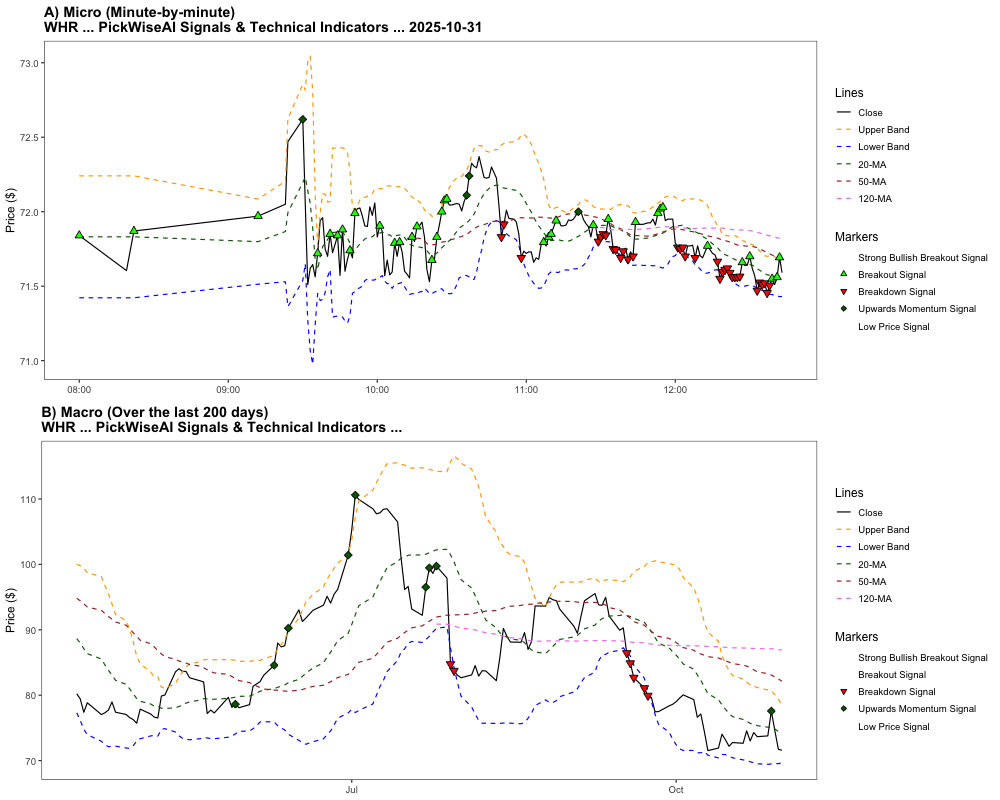 A) Micro (Minute-by-minute)
WHR ... PickWiseAI Signals & Technical Indicators ... 2025-10-31
Price ($)
73.0
72.5
72.0
71.5
71.0
08:00
09:00
10:00
11:00
12:00
Lines
Close
Upper Band
Lower Band
20-MA
50-MA
120-MA
Markers
Strong Bullish Breakout Signal
Breakout Signal
Breakdown Signal
Upwards Momentum Signal
Low Price Signal
B) Macro (Over the last 200 days)
WHR ... PickWiseAI Signals & Technical Indicators ...
Price ($)
110
100
90
80
70
Jul
Oct
Lines
Close
Upper Band
Lower Band
20-MA
50-MA
120-MA
Markers
Strong Bullish Breakout Signal
Breakout Signal
Breakdown Signal
Upwards Momentum Signal
Low Price Signal